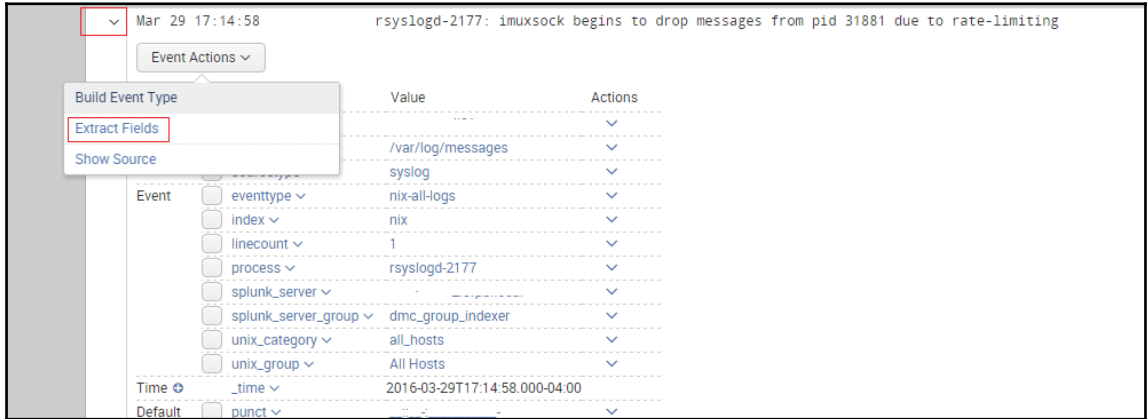 Mar 29 17:14:58 rsyslogd-2177: imuxsock begins to drop messages from pid 31881 due to rate-limiting
Event Actions
Build Event Type
Value Actions
Extract Fields
/var/log/messages
Show Source
syslog
Event eventtype nix-all-logs
index nix
linecount 1
process rsyslogd-2177
splunk_server
splunk_server_group dmc_group_indexer
unix_category all_hosts
unix_group All Hosts
Time _time 2016-03-29T17:14:58.000-04:00
Default punct